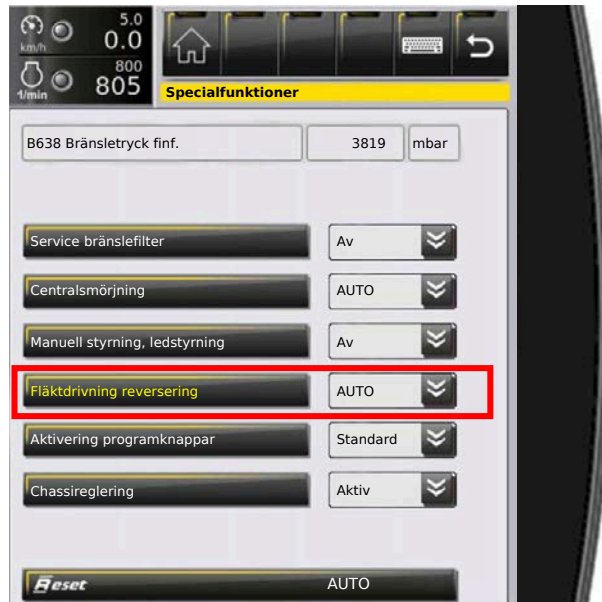 5.0
km/h 0.0
800
1/min 805
Specialfunktioner
B638 Bränsletryck finf. 3819 mbar
Service bränslefilter Av
Centralsmörjning AUTO
Manuell styrning, ledstyrning Av
Fläktdrivning reversering AUTO
Aktivering programknappar Standard
Chassireglering Aktiv
Reset AUTO